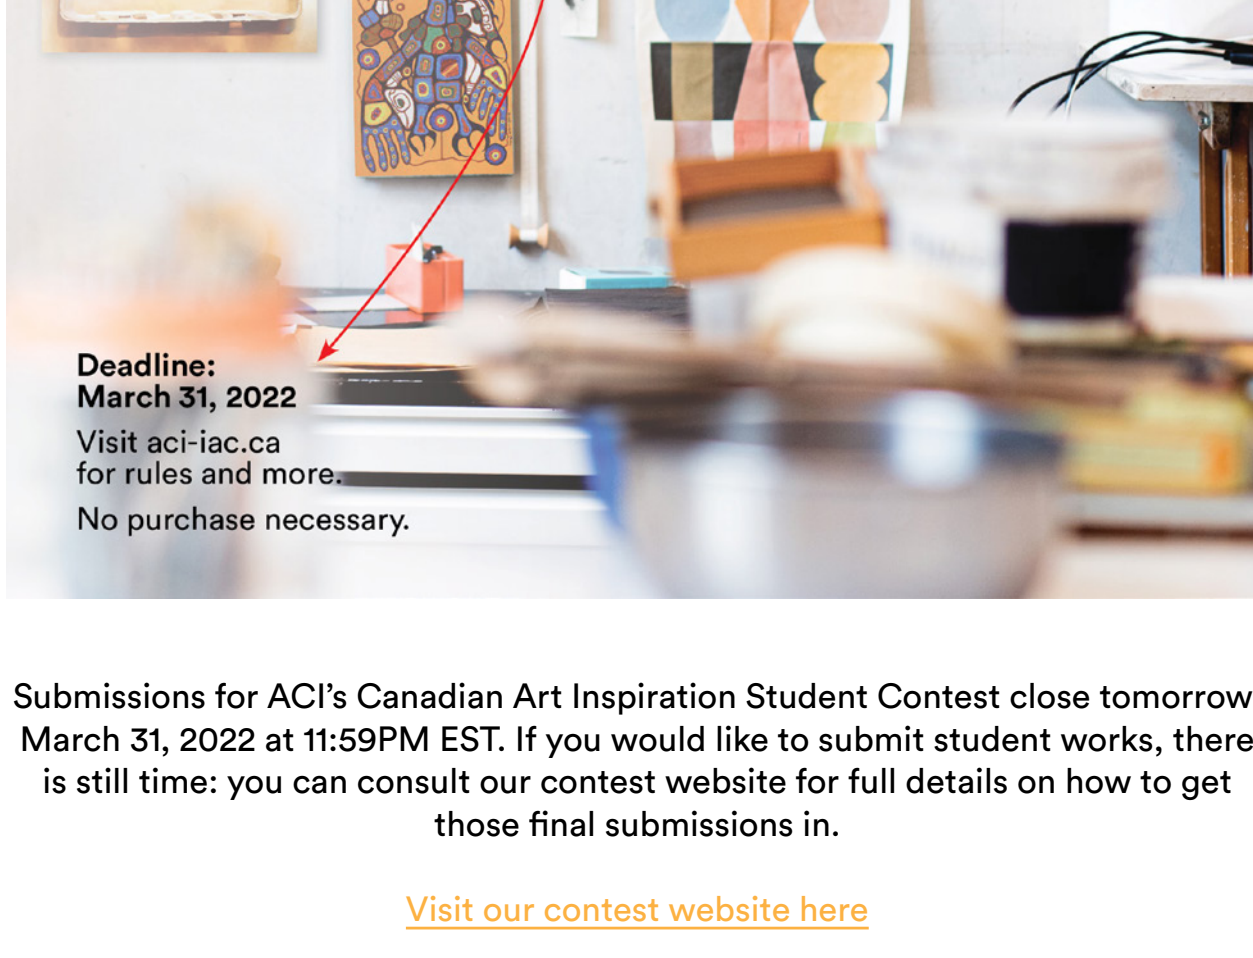 Deadline:
March 31, 2022
Visit aci-iac.ca
for rules and more.
No purchase necessary.
Submissions for ACI’s Canadian Art Inspiration Student Contest close tomorrow
March 31, 2022 at 11:59PM EST. If you would like to submit student works, there
is still time: you can consult our contest website for full details on how to get
those final submissions in.
Visit our contest website here